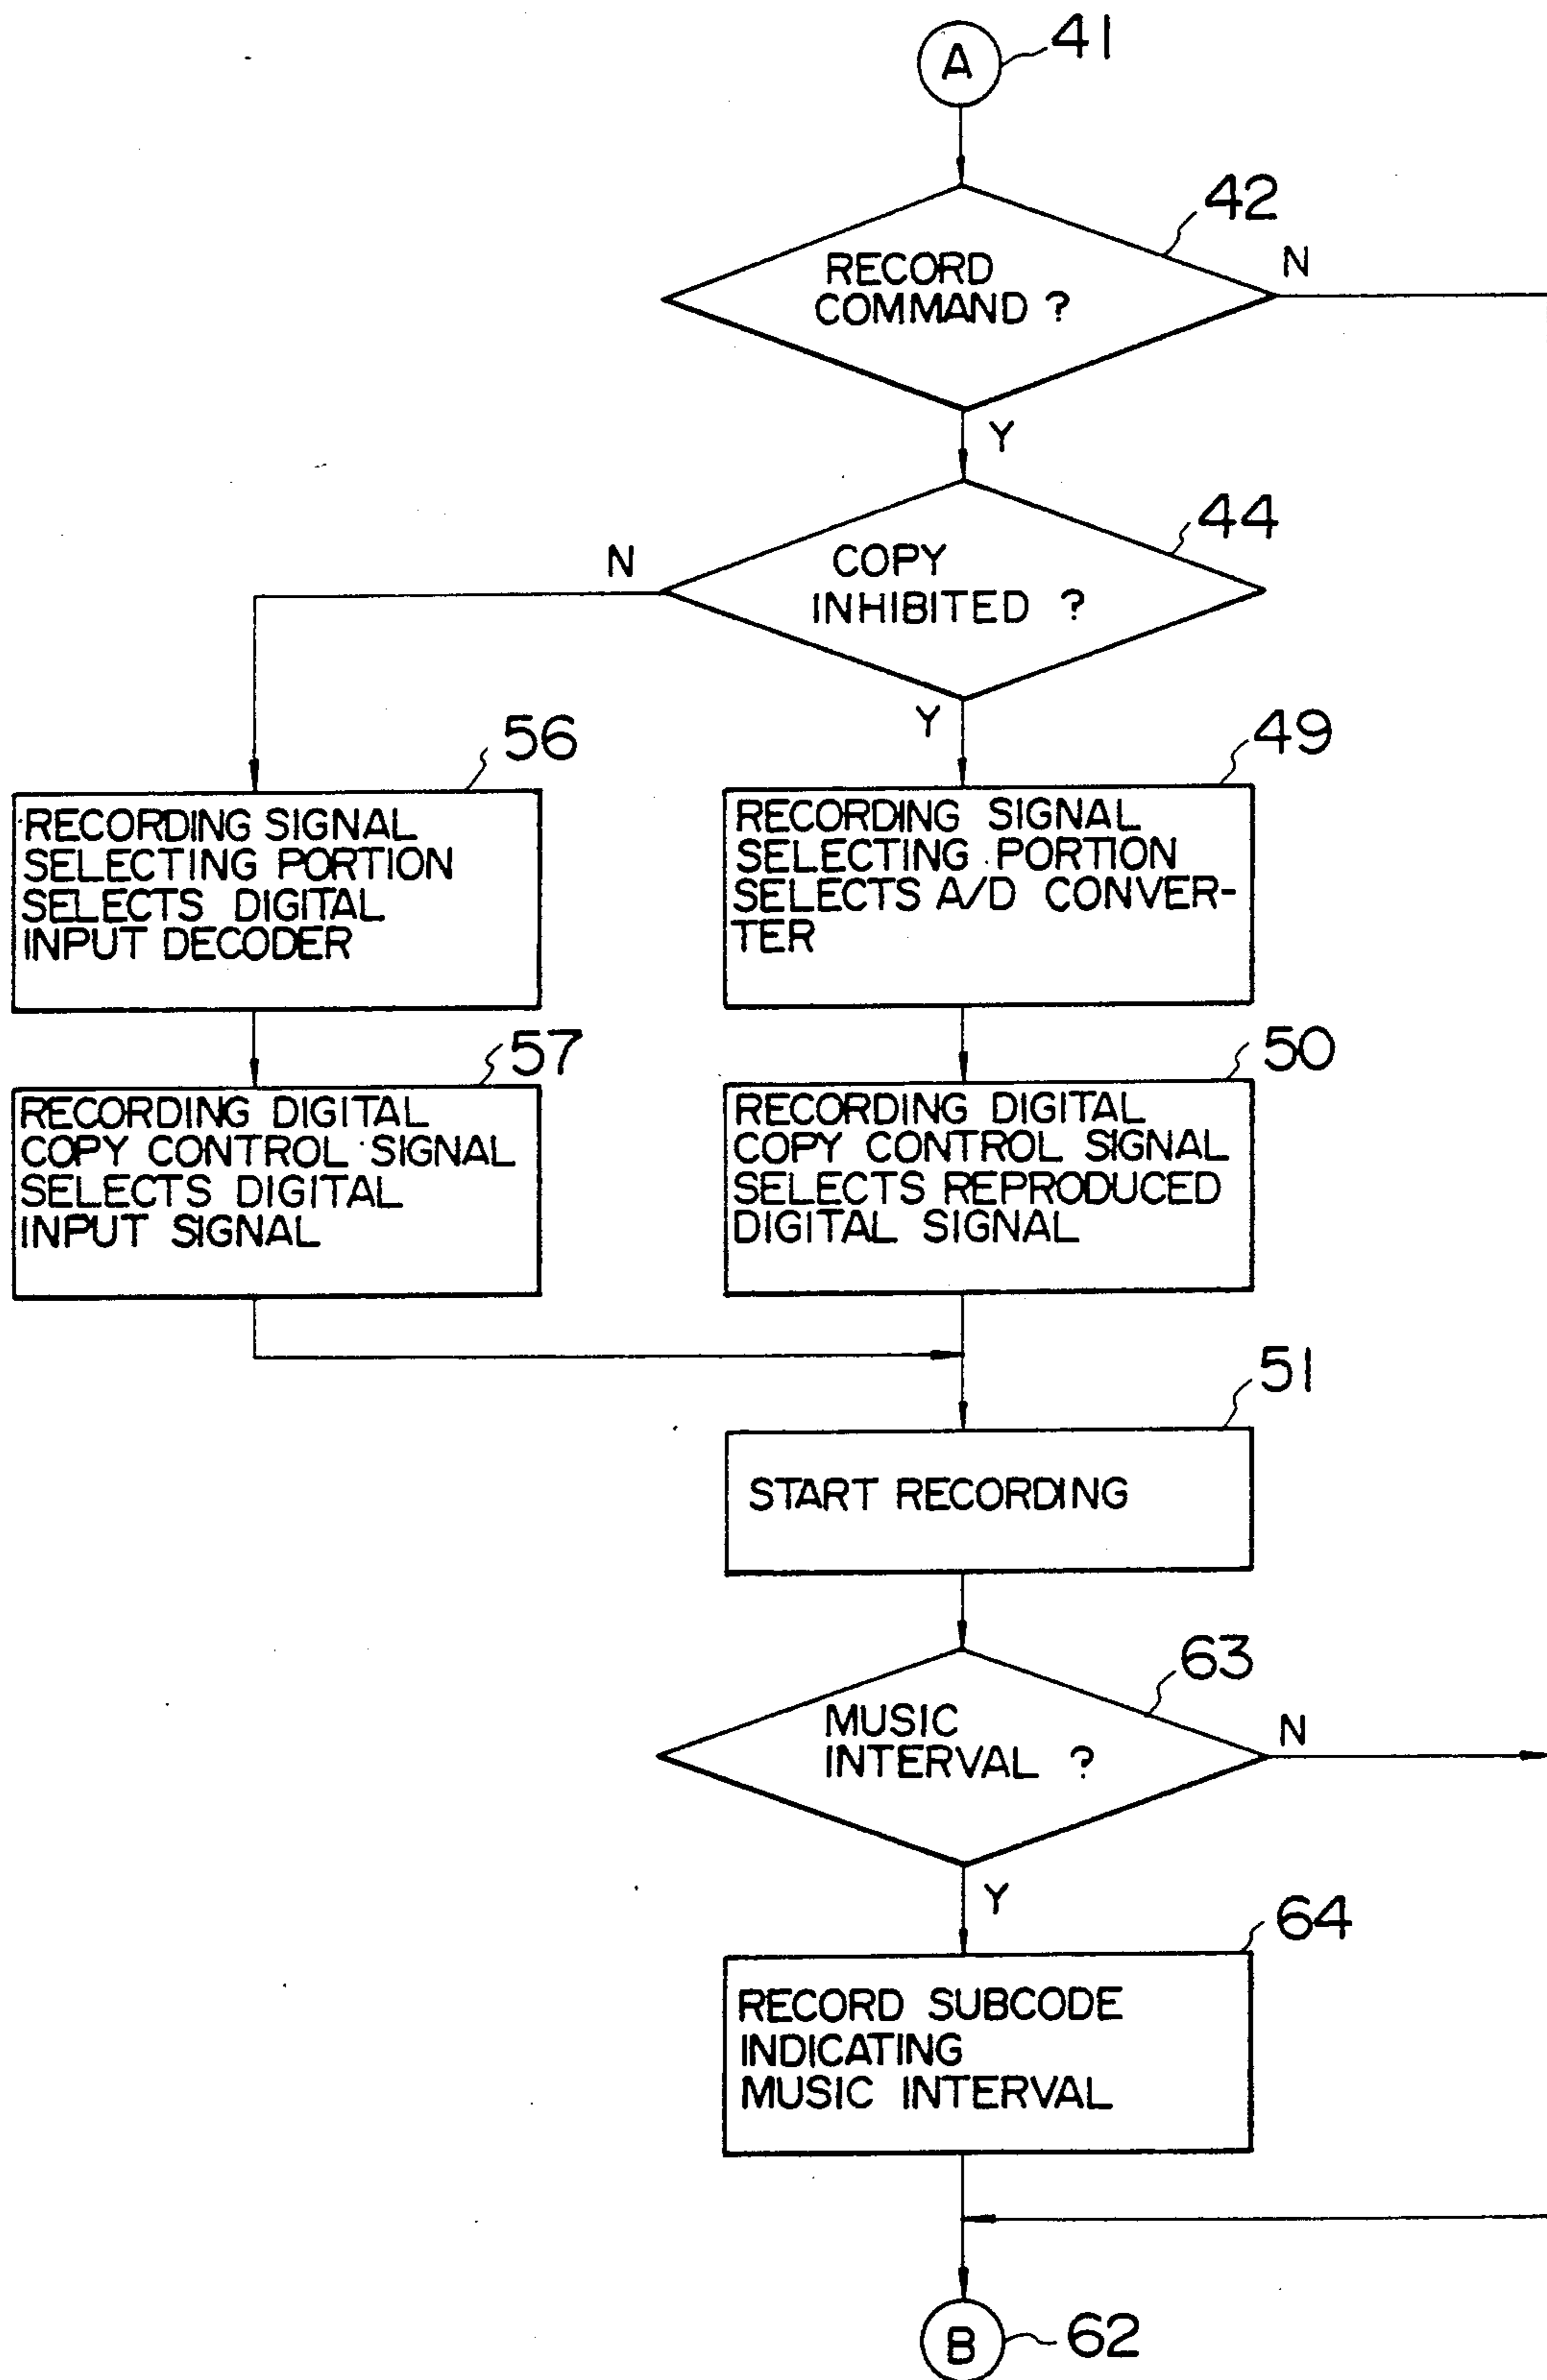 A 41
42
RECORD
COMMAND ?
N
Y
44
COPY
INHIBITED ?
N
Y
56
RECORDING SIGNAL
SELECTING PORTION
SELECTS DIGITAL
INPUT DECODER
49
RECORDING SIGNAL
SELECTING PORTION
SELECTS A/D CONVER-
TER
57
RECORDING DIGITAL
COPY CONTROL SIGNAL
SELECTS DIGITAL
INPUT SIGNAL
50
RECORDING DIGITAL
COPY CONTROL SIGNAL
SELECTS REPRODUCED
DIGITAL SIGNAL
51
START RECORDING
63
MUSIC
INTERVAL ?
N
Y
64
RECORD SUBCODE
INDICATING
MUSIC INTERVAL
B 62